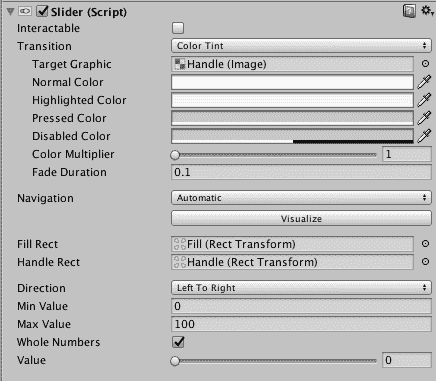 Slider (Script)
Interactable
Transition Color Tint
Target Graphic Handle (Image)
Normal Color
Highlighted Color
Pressed Color
Disabled Color
Color Multiplier 1
Fade Duration 0.1
Navigation Automatic
Visualize
Fill Rect Fill (Rect Transform)
Handle Rect Handle (Rect Transform)
Direction Left To Right
Min Value 0
Max Value 100
Whole Numbers
Value 0